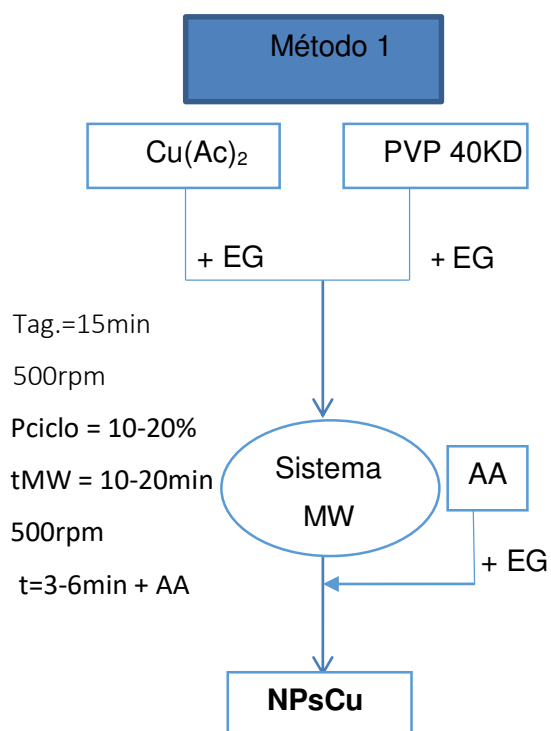 Método 1
Cu(Ac)₂
PVP 40KD
+ EG
+ EG
Tag.=15min
500rpm
Pciclo = 10-20%
tMW = 10-20min
500rpm
t=3-6min + AA
Sistema
MW
AA
+ EG
NPsCu